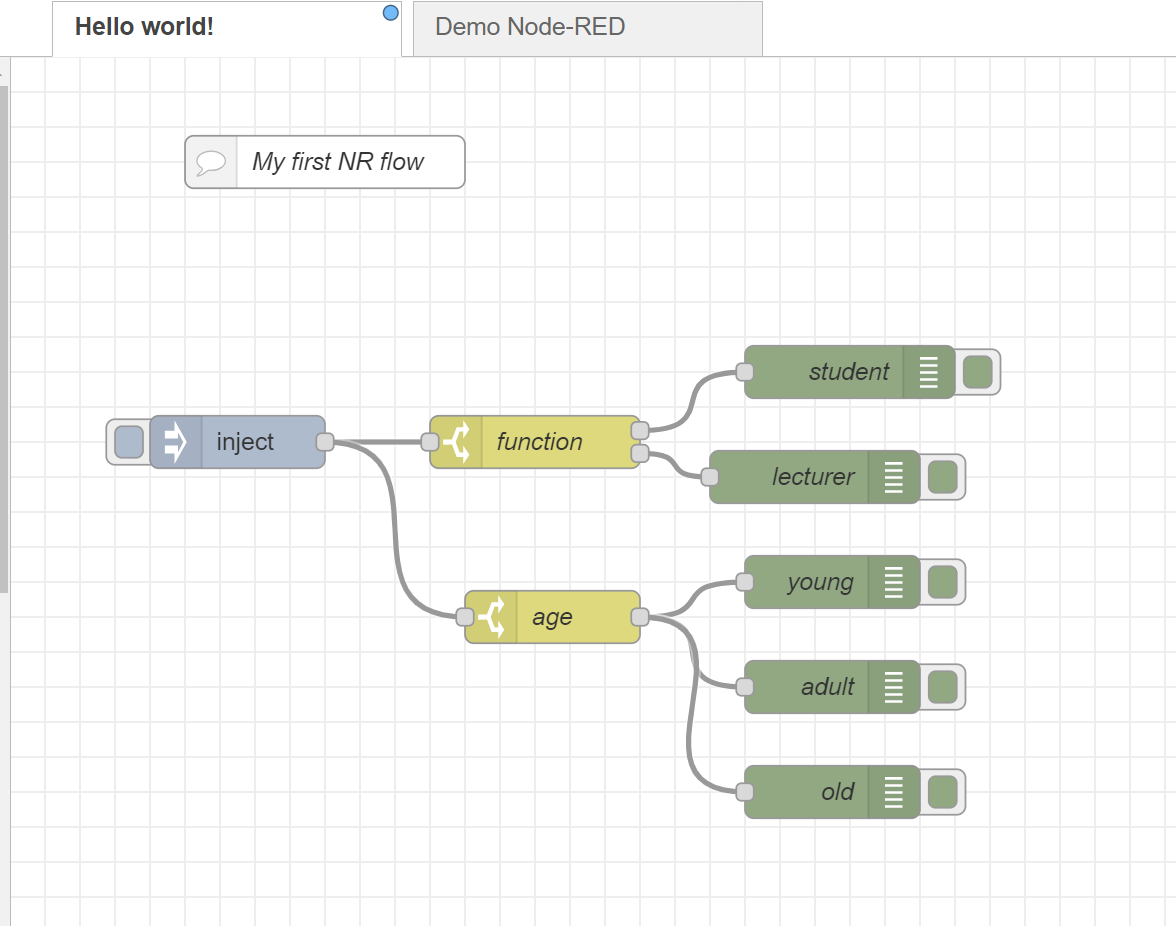 Hello world!
Demo Node-RED
My first NR flow
student
inject
function
lecturer
young
age
adult
old